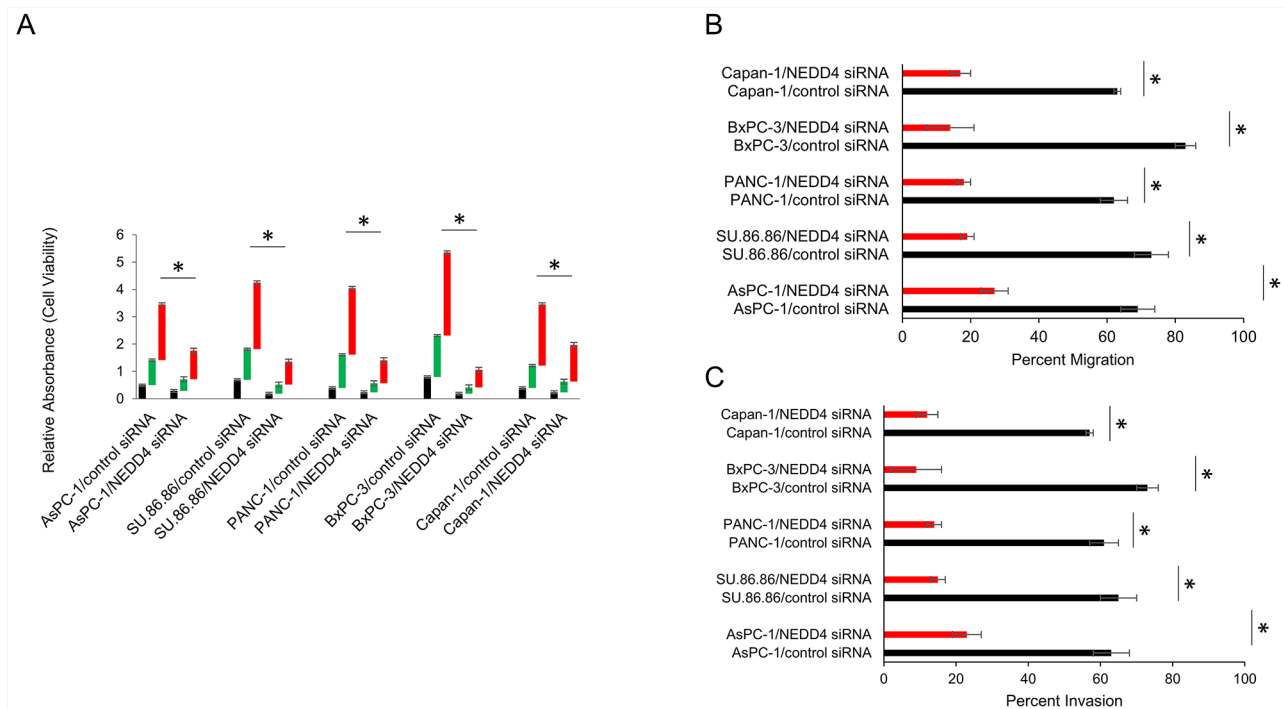 A
Relative Absorbance (Cell Viability)
6
5
4
3
2
1
0
*
*
*
*
*
AsPC-1/control siRNA
AsPC-1/NEDD4 siRNA
SU.86.86/control siRNA
SU.86.86/NEDD4 siRNA
PANC-1/control siRNA
PANC-1/NEDD4 siRNA
BxPC-3/control siRNA
BxPC-3/NEDD4 siRNA
Capan-1/control siRNA
Capan-1/NEDD4 siRNA
B
Capan-1/NEDD4 siRNA
Capan-1/control siRNA
*
BxPC-3/NEDD4 siRNA
BxPC-3/control siRNA
*
PANC-1/NEDD4 siRNA
PANC-1/control siRNA
*
SU.86.86/NEDD4 siRNA
SU.86.86/control siRNA
*
AsPC-1/NEDD4 siRNA
AsPC-1/control siRNA
*
0 20 40 60 80 100
Percent Migration
C
Capan-1/NEDD4 siRNA
Capan-1/control siRNA
*
BxPC-3/NEDD4 siRNA
BxPC-3/control siRNA
*
PANC-1/NEDD4 siRNA
PANC-1/control siRNA
*
SU.86.86/NEDD4 siRNA
SU.86.86/control siRNA
*
AsPC-1/NEDD4 siRNA
AsPC-1/control siRNA
*
0 20 40 60 80 100
Percent Invasion